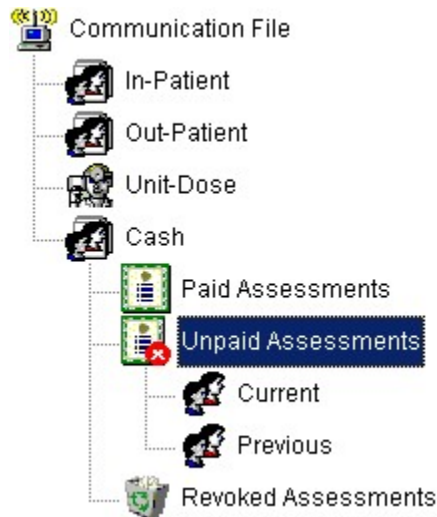 Communication File
In-Patient
Out-Patient
Unit-Dose
Cash
Paid Assessments
Unpaid Assessments
Current
Previous
Revoked Assessments